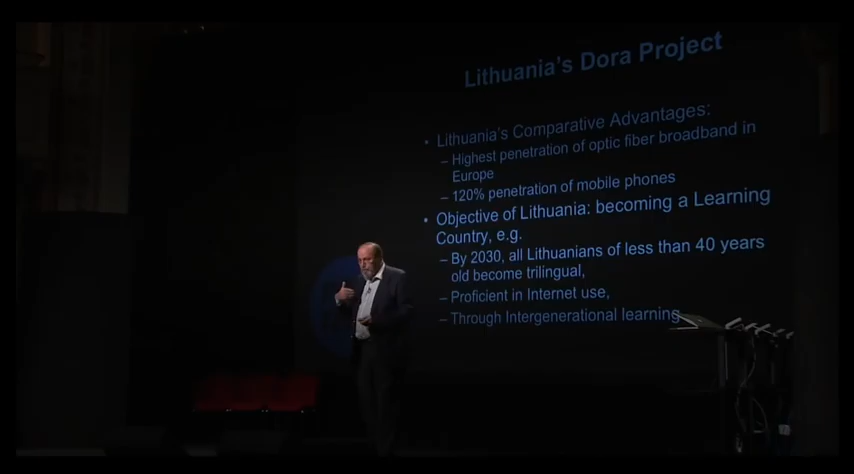 Lithuania's Dora Project
• Lithuania's Comparative Advantages:
– Highest penetration of optic fiber broadband in
Europe
– 120% penetration of mobile phones
• Objective of Lithuania: becoming a Learning
Country, e.g.
– By 2030, all Lithuanians of less than 40 years
old become trilingual,
– Proficient in Internet use,
– Through Intergenerational learning